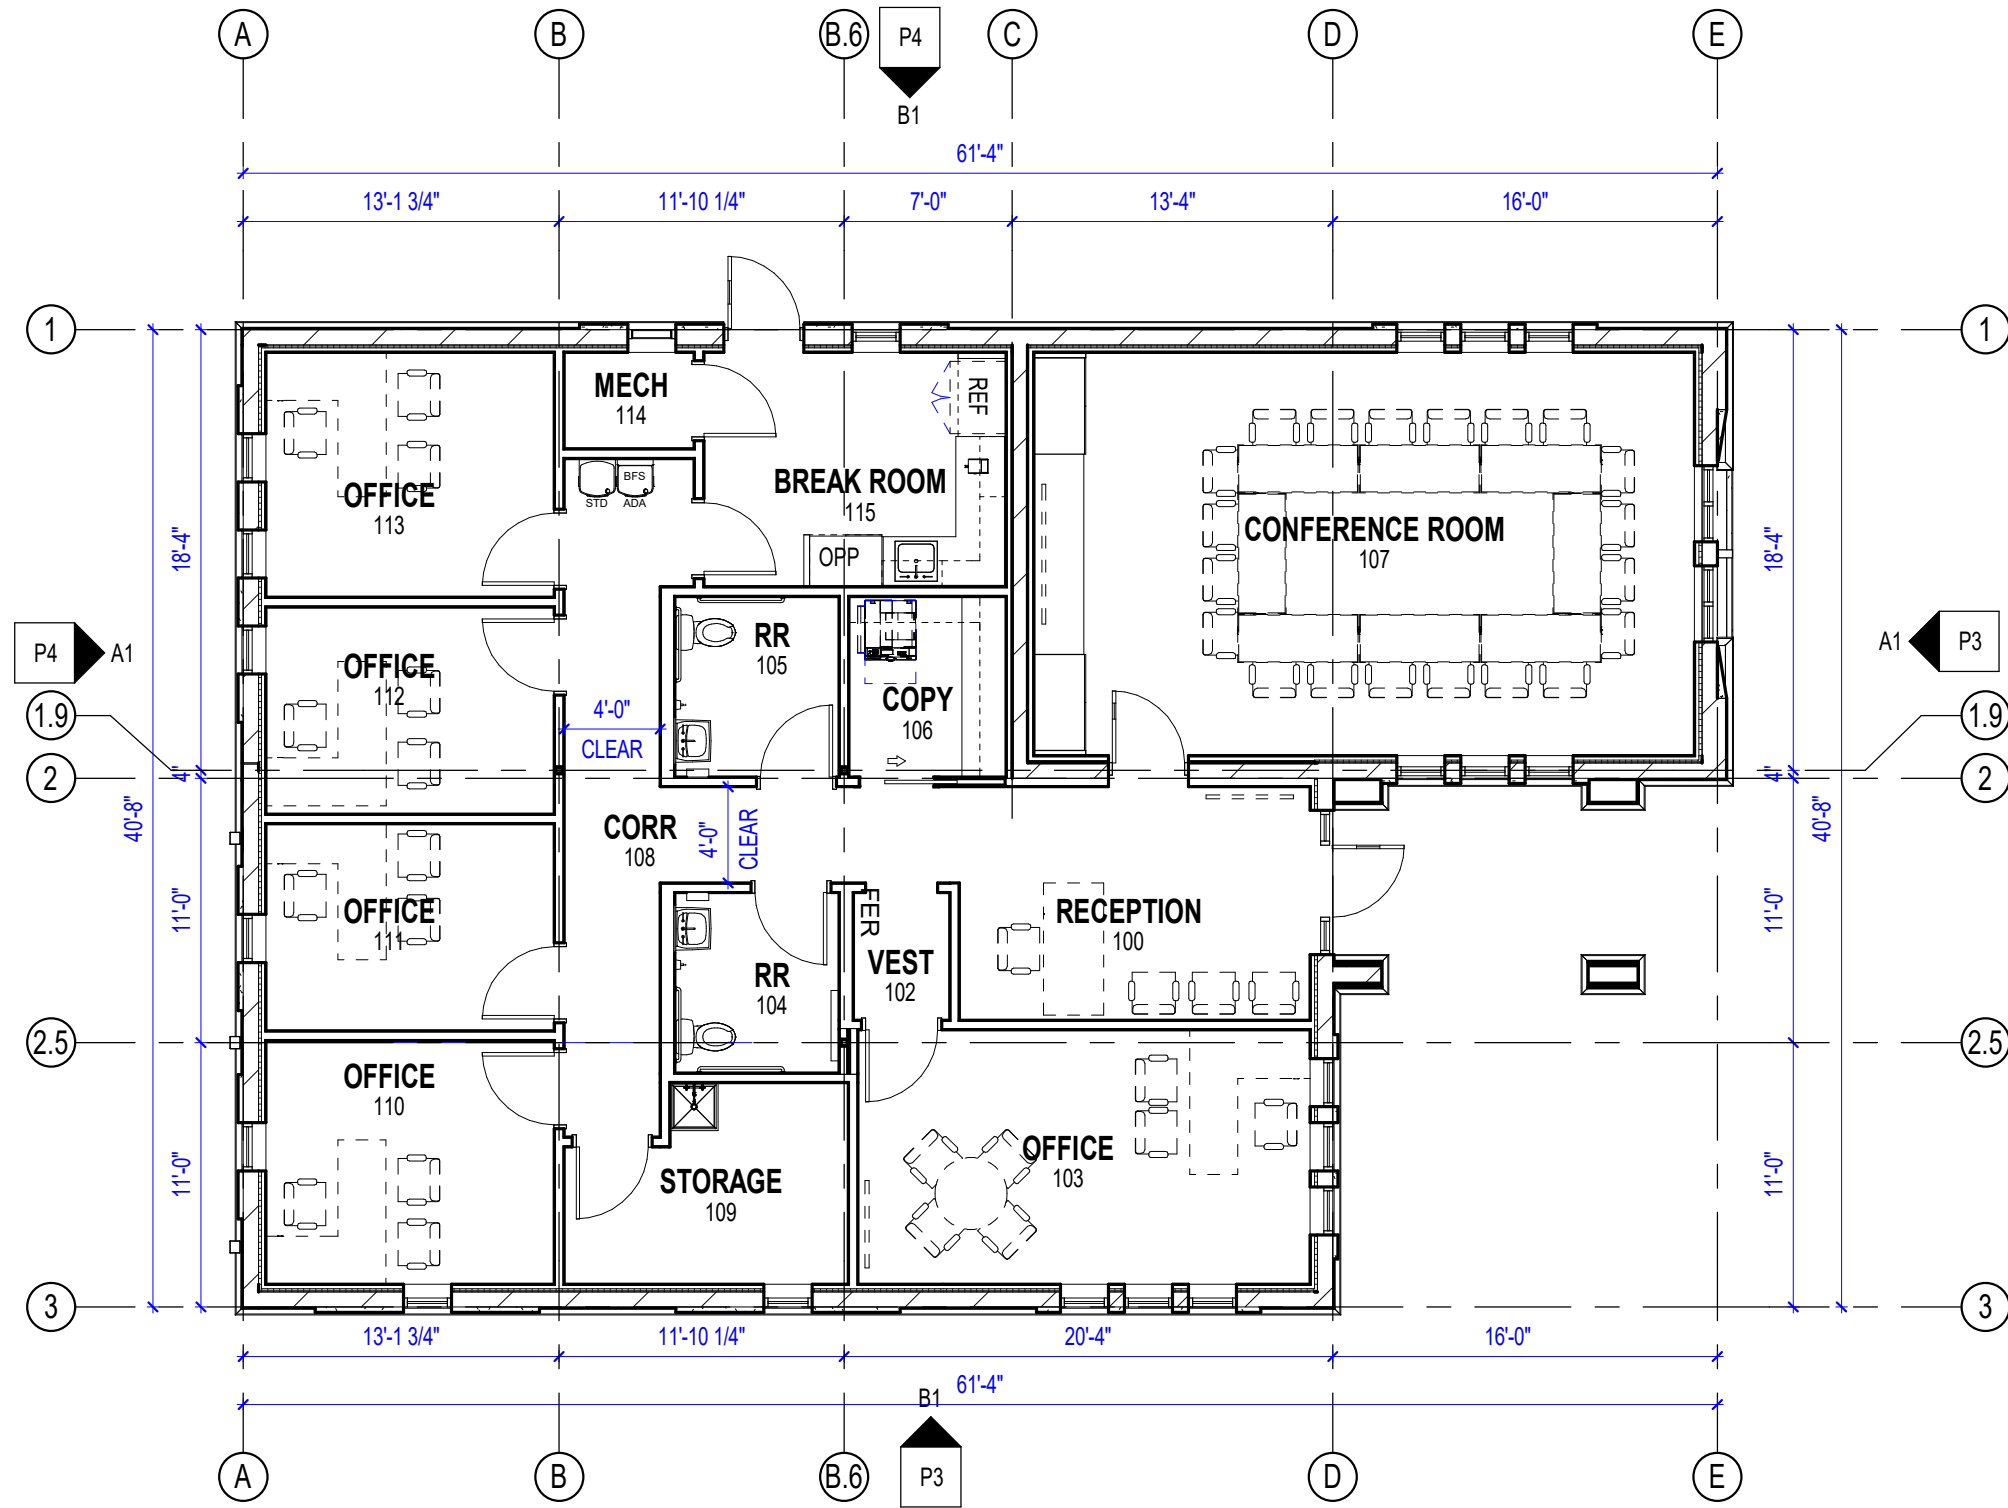 A B B.6 C D E
P4
B1
61'-4"
13'-1 3/4" 11'-10 1/4" 7'-0" 13'-4" 16'-0"
1 1
MECH
114
REF
BREAK ROOM
115
BFS
STD ADA
OFFICE
113
CONFERENCE ROOM
107
OPP
18'-4" 18'-4"
RR
105
P4 A1
A1 P3
OFFICE
112
COPY
106
1.9 1.9
4'-0"
CLEAR
2 2
4' 4'
40'-8" 40'-8"
CORR
108
4'-0"
CLEAR
11'-0" 11'-0"
OFFICE
111
FER
RECEPTION
100
VEST
102
RR
104
2.5 2.5
OFFICE
110
OFFICE
103
STORAGE
109
11'-0" 11'-0"
3 3
13'-1 3/4" 11'-10 1/4" 20'-4" 16'-0"
61'-4"
B1
P3
A B B.6 D E